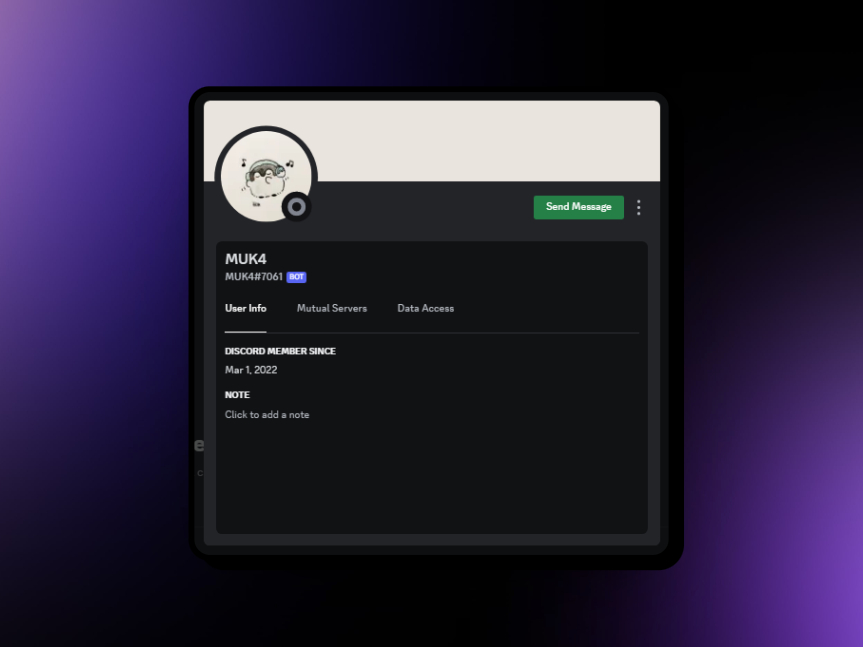 Send Message
MUK4
MUK4#7061 BOT
User Info Mutual Servers Data Access
DISCORD MEMBER SINCE
Mar 1, 2022
NOTE
Click to add a note
e
c